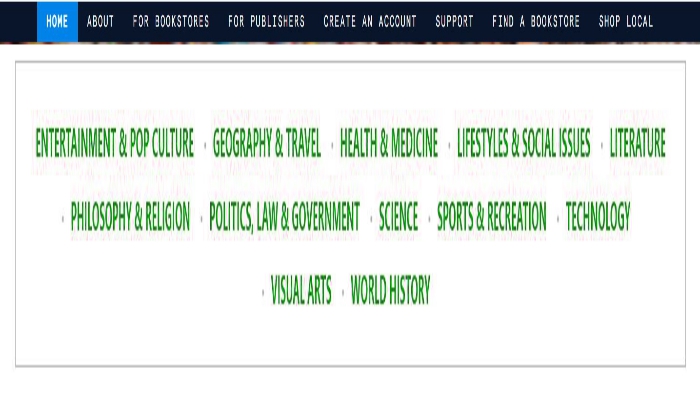 HOME ABOUT FOR BOOKSTORES FOR PUBLISHERS CREATE AN ACCOUNT SUPPORT FIND A BOOKSTORE SHOP LOCAL
ENTERTAINMENT & POP CULTURE · GEOGRAPHY & TRAVEL · HEALTH & MEDICINE · LIFESTYLES & SOCIAL ISSUES · LITERATURE
· PHILOSOPHY & RELIGION · POLITICS, LAW & GOVERNMENT · SCIENCE · SPORTS & RECREATION · TECHNOLOGY
· VISUAL ARTS · WORLD HISTORY